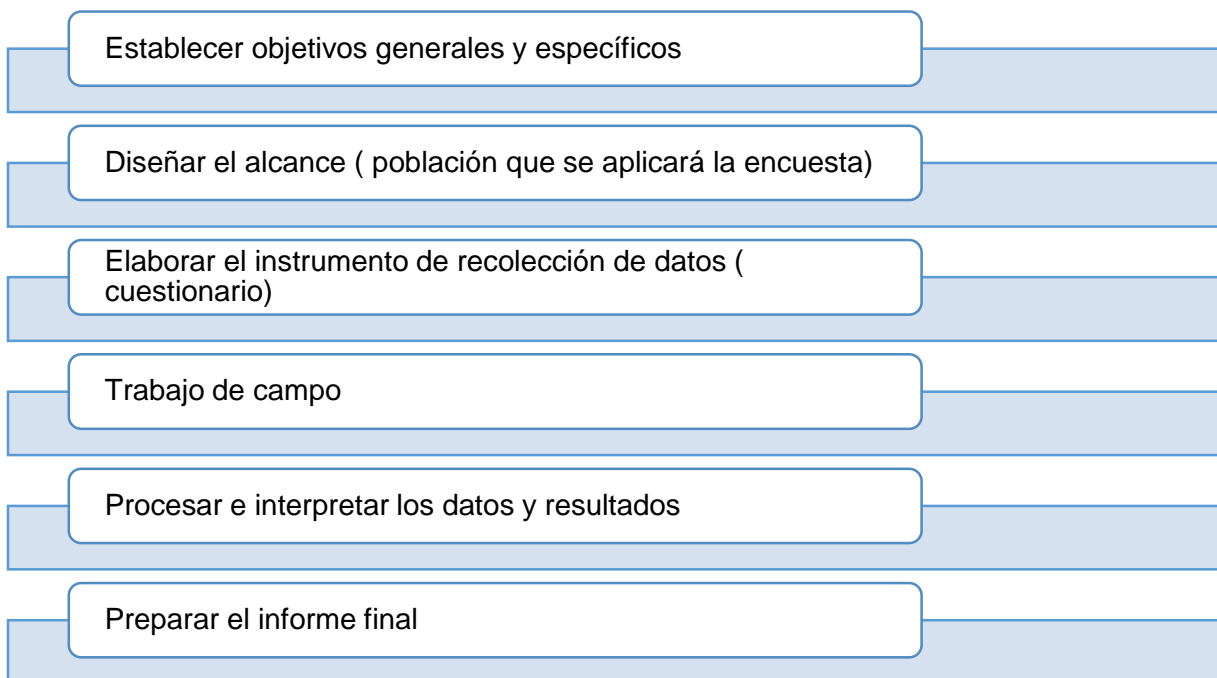 Establecer objetivos generales y específicos
Diseñar el alcance ( población que se aplicará la encuesta)
Elaborar el instrumento de recolección de datos (
cuestionario)
Trabajo de campo
Procesar e interpretar los datos y resultados
Preparar el informe final